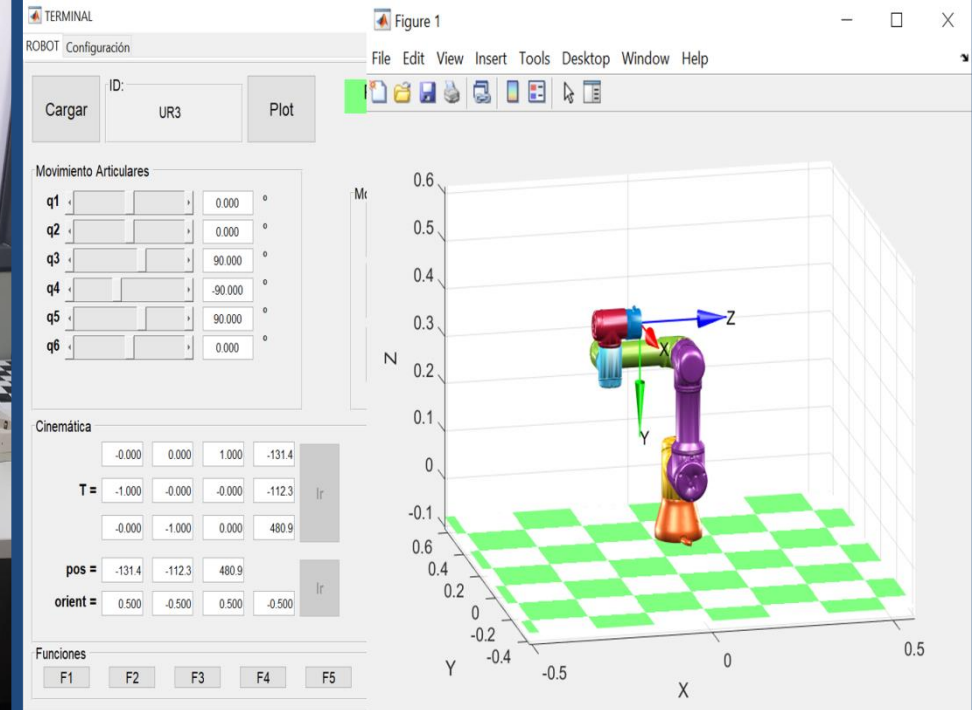 TERMINAL
ROBOT Configuración
Cargar
ID:
UR3
Plot
Movimiento Articulares
q1 0.000 º
q2 0.000 º
q3 90.000 º
q4 -90.000 º
q5 90.000 º
q6 0.000 º
Cinemática
-0.000 0.000 1.000 -131.4
T = -1.000 -0.000 -0.000 -112.3 Ir
-0.000 -1.000 0.000 480.9
pos = -131.4 -112.3 480.9 Ir
orient = 0.500 -0.500 0.500 -0.500
Funciones
F1 F2 F3 F4 F5
Figure 1
File Edit View Insert Tools Desktop Window Help
0.6
0.5
0.4
0.3
0.2
0.1
0
-0.1
Z
Z
X
Y
0.6
0.4
0.2
0
-0.2
-0.4
Y
-0.5
0
0.5
X